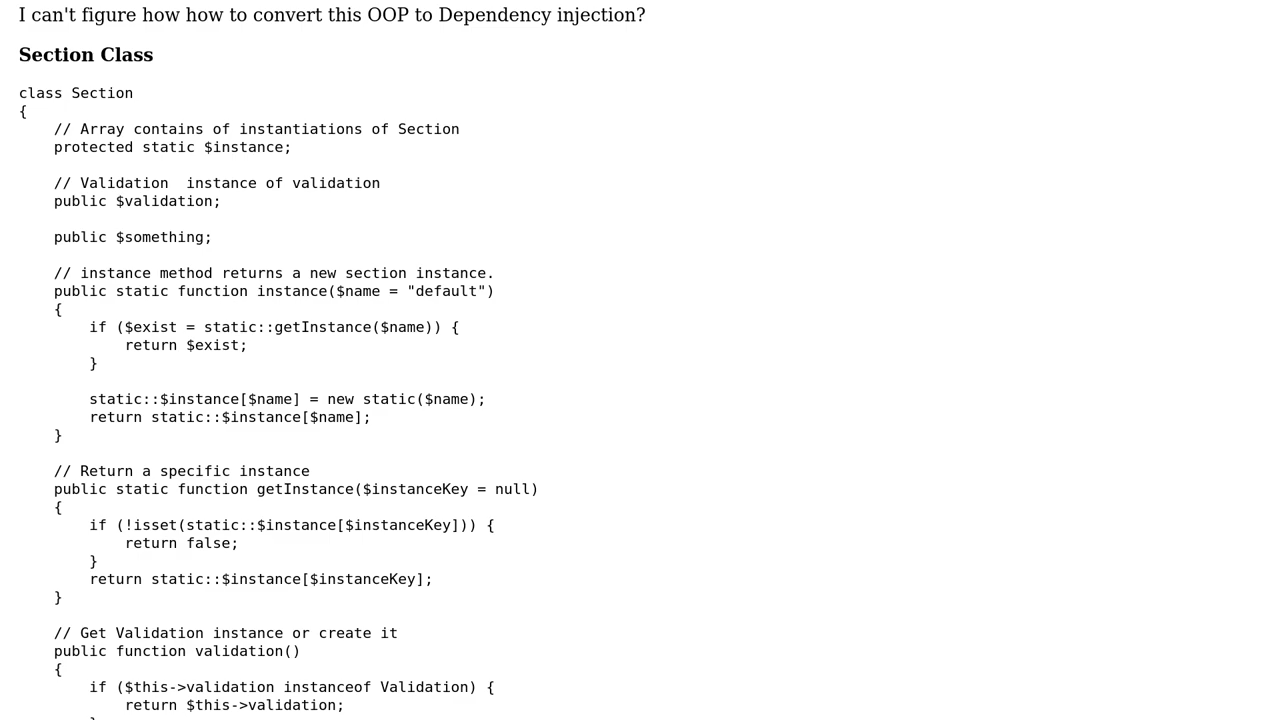 I can't figure how how to convert this OOP to Dependency injection?
Section Class
class Section
{
    // Array contains of instantiations of Section
    protected static $instance;

    // Validation  instance of validation
    public $validation;

    public $something;

    // instance method returns a new section instance.
    public static function instance($name = "default")
    {
        if ($exist = static::getInstance($name)) {
            return $exist;
        }

        static::$instance[$name] = new static($name);
        return static::$instance[$name];
    }

    // Return a specific instance
    public static function getInstance($instanceKey = null)
    {
        if (!isset(static::$instance[$instanceKey])) {
            return false;
        }
        return static::$instance[$instanceKey];
    }

    // Get Validation instance or create it
    public function validation()
    {
        if ($this->validation instanceof Validation) {
            return $this->validation;